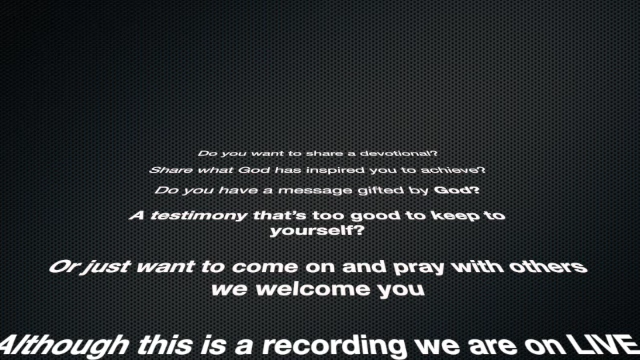 Do you want to share a devotional?
Share what God has inspired you to achieve?
Do you have a message gifted by God?
A testimony that's too good to keep to
yourself?
Or just want to come on and pray with others
we welcome you
Although this is a recording we are on LIVE